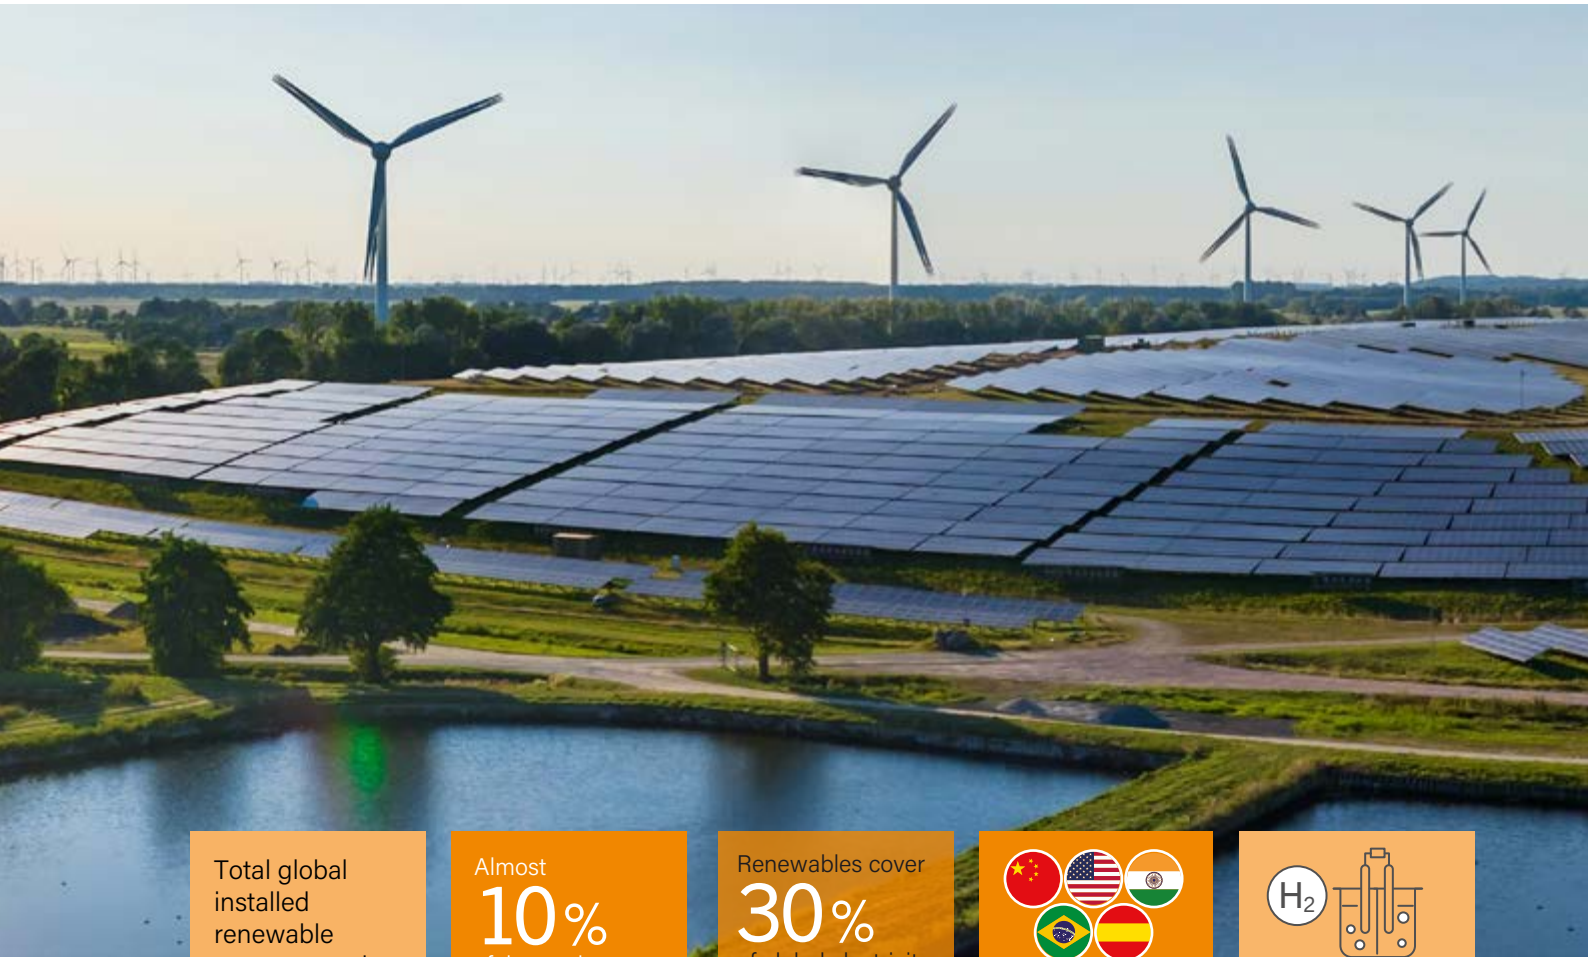 Total global
installed
renewable
Almost
10%
Renewables cover
30%
H₂